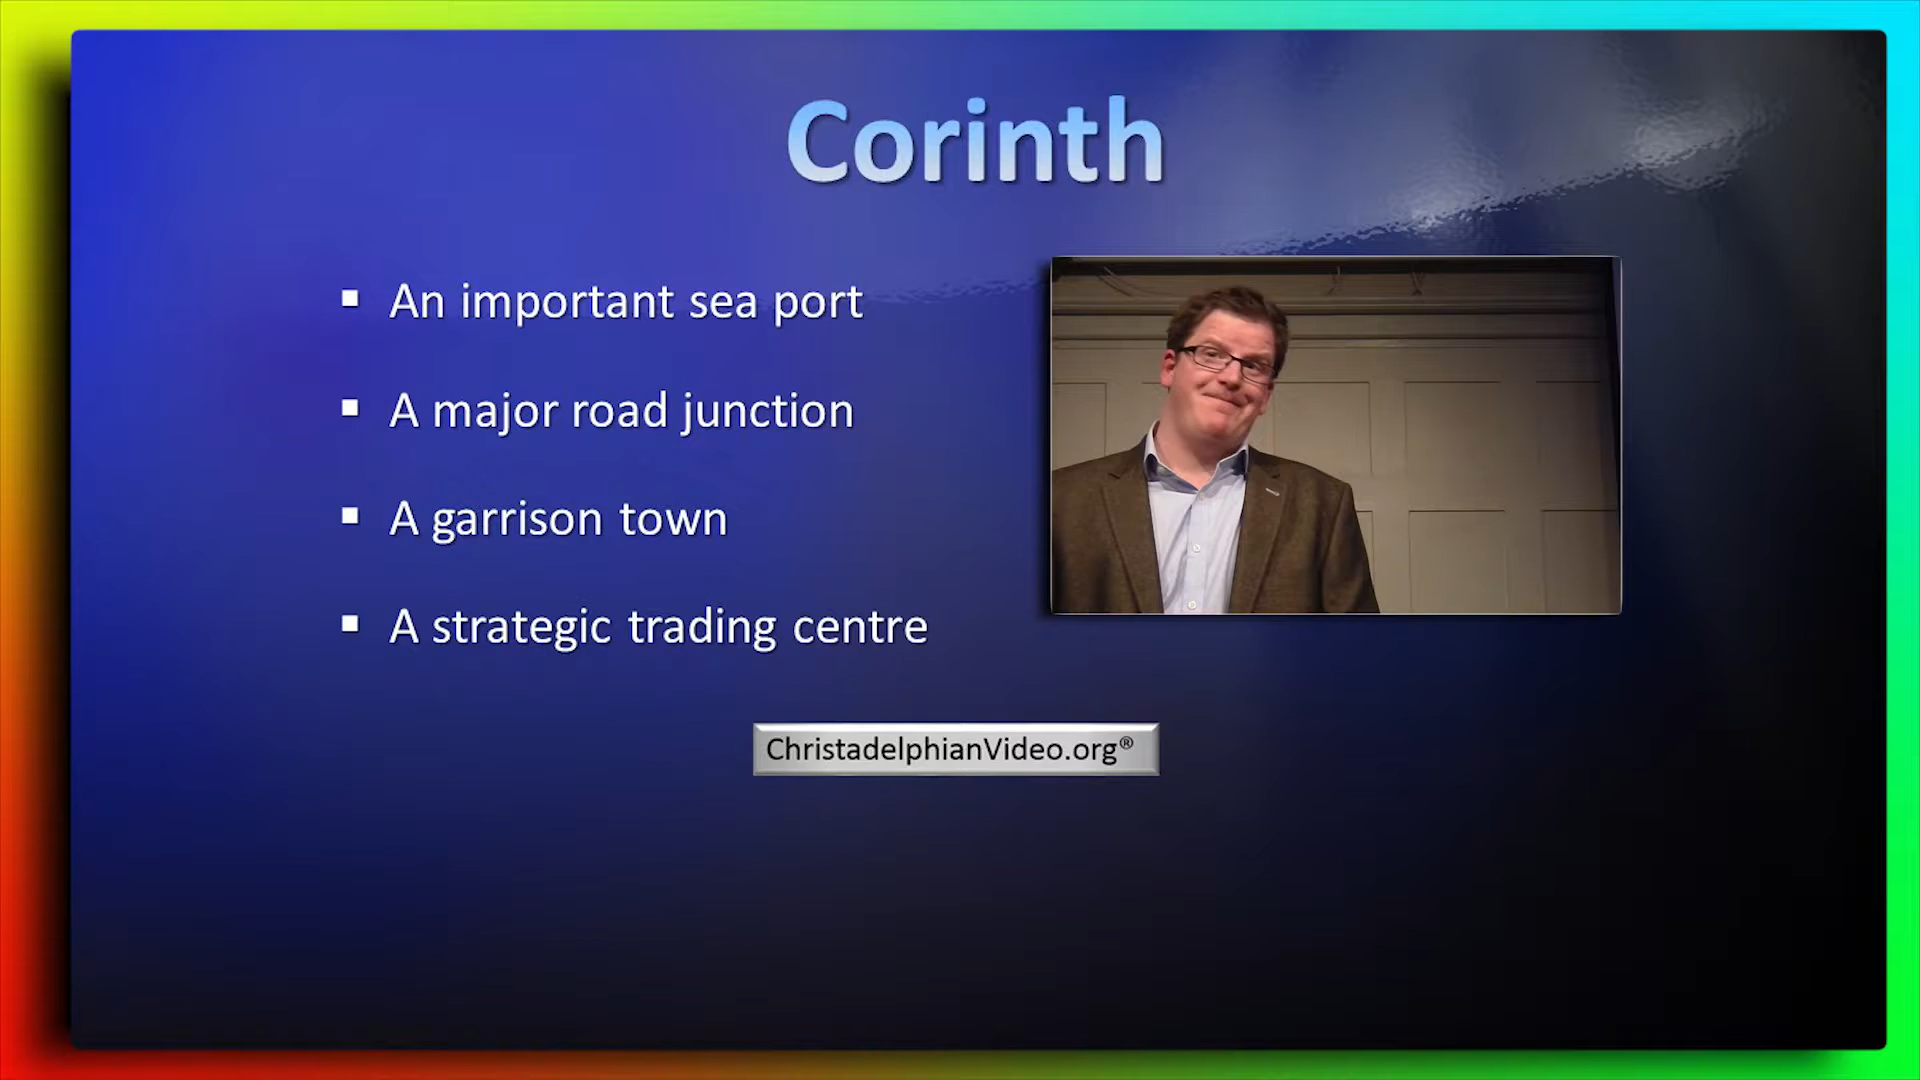 Corinth
▪ An important sea port
▪ A major road junction
▪ A garrison town
▪ A strategic trading centre
ChristadelphianVideo.org®